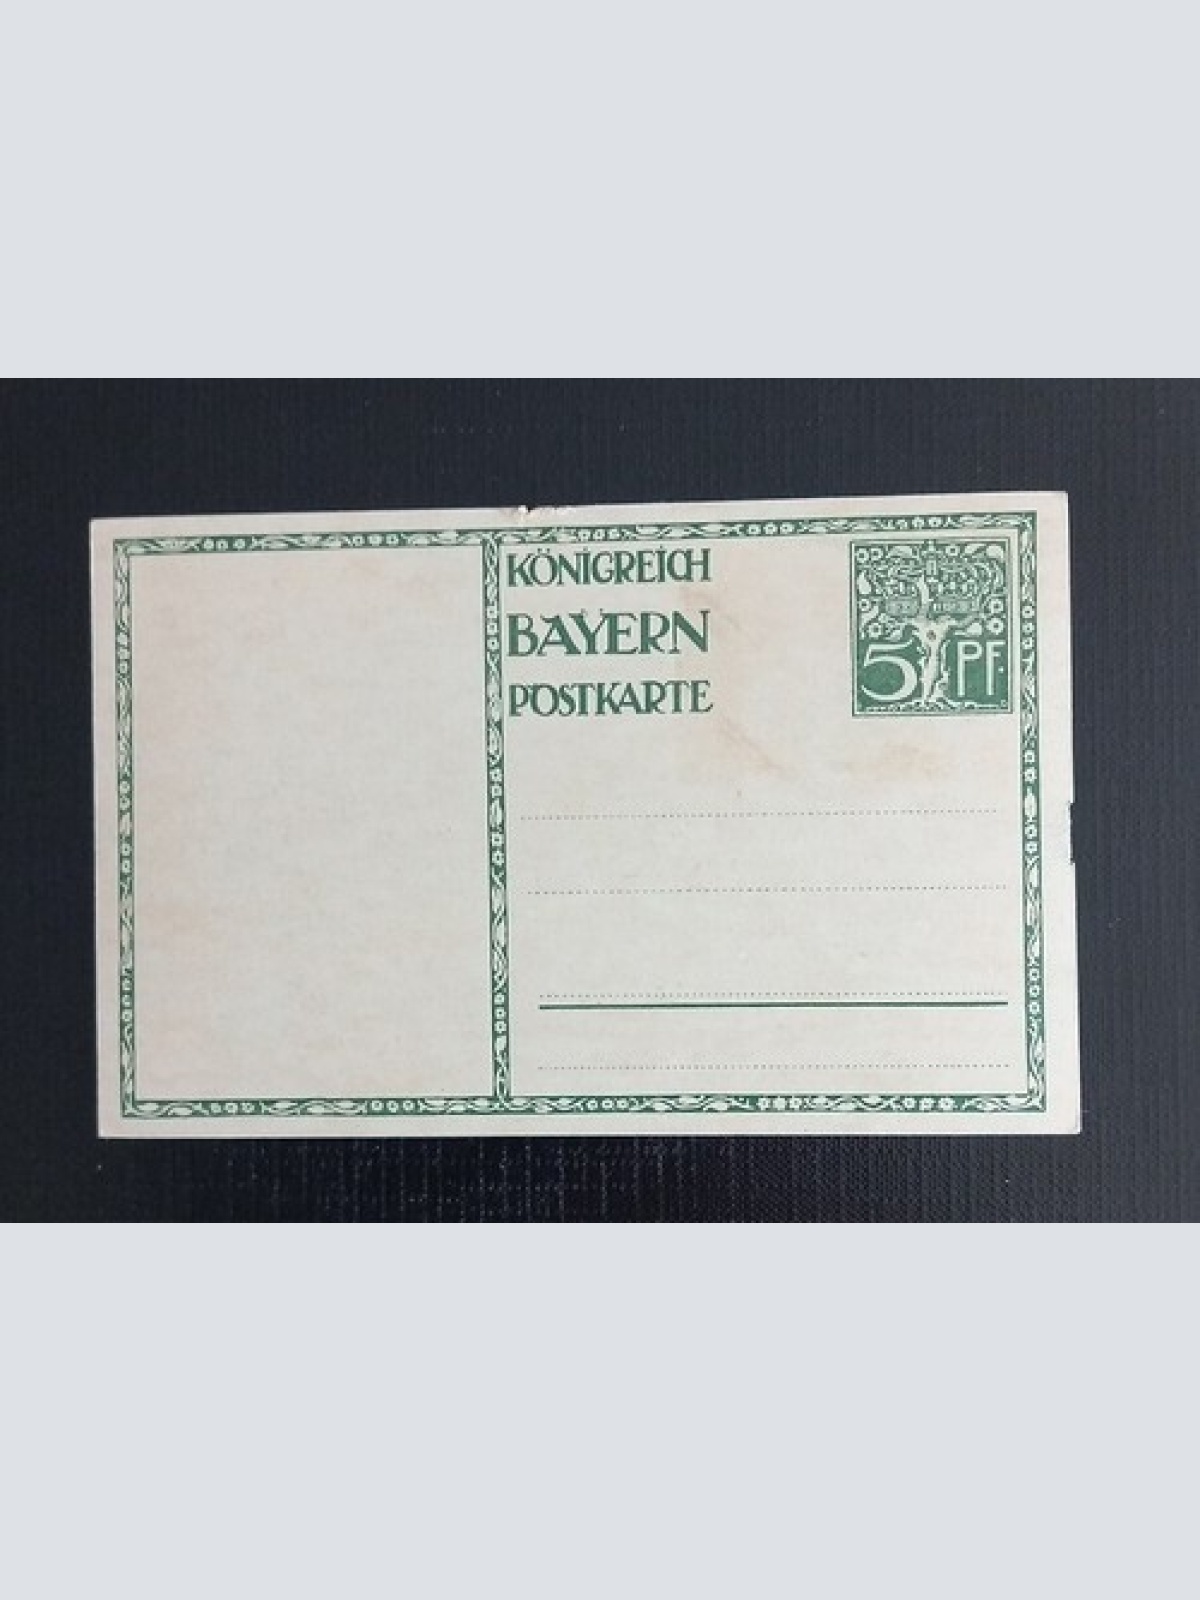 KÖNIGREICH
BAYERN
POSTKARTE
5 PF.